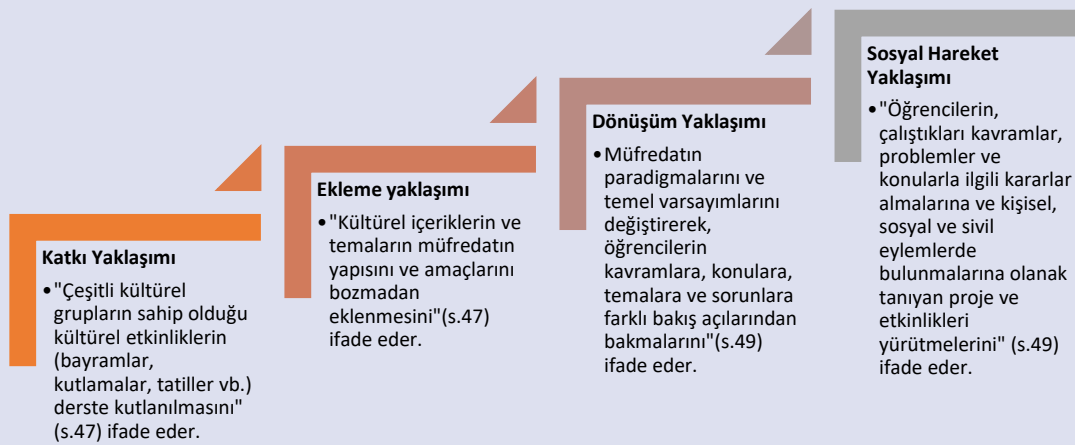 Katkı Yaklaşımı
•"Çeşitli kültürel
grupların sahip olduğu
kültürel etkinliklerin
(bayramlar,
kutlamalar, tatiller vb.)
derste kutlanılmasını"
(s.47) ifade eder.
Ekleme yaklaşımı
•"Kültürel içeriklerin ve
temaların müfredatın
yapısını ve amaçlarını
bozmadan
eklenmesini"(s.47)
ifade eder.
Dönüşüm Yaklaşımı
•Müfredatın
paradigmalarını ve
temel varsayımlarını
değiştirerek,
öğrencilerin
kavramlara, konulara,
temalara ve sorunlara
farklı bakış açılarından
bakmalarını"(s.49)
ifade eder.
Sosyal Hareket
Yaklaşımı
•"Öğrencilerin,
çalıştıkları kavramlar,
problemler ve
konularla ilgili kararlar
almalarına ve kişisel,
sosyal ve sivil
eylemlerde
bulunmalarına olanak
tanıyan proje ve
etkinlikleri
yürütmelerini" (s.49)
ifade eder.